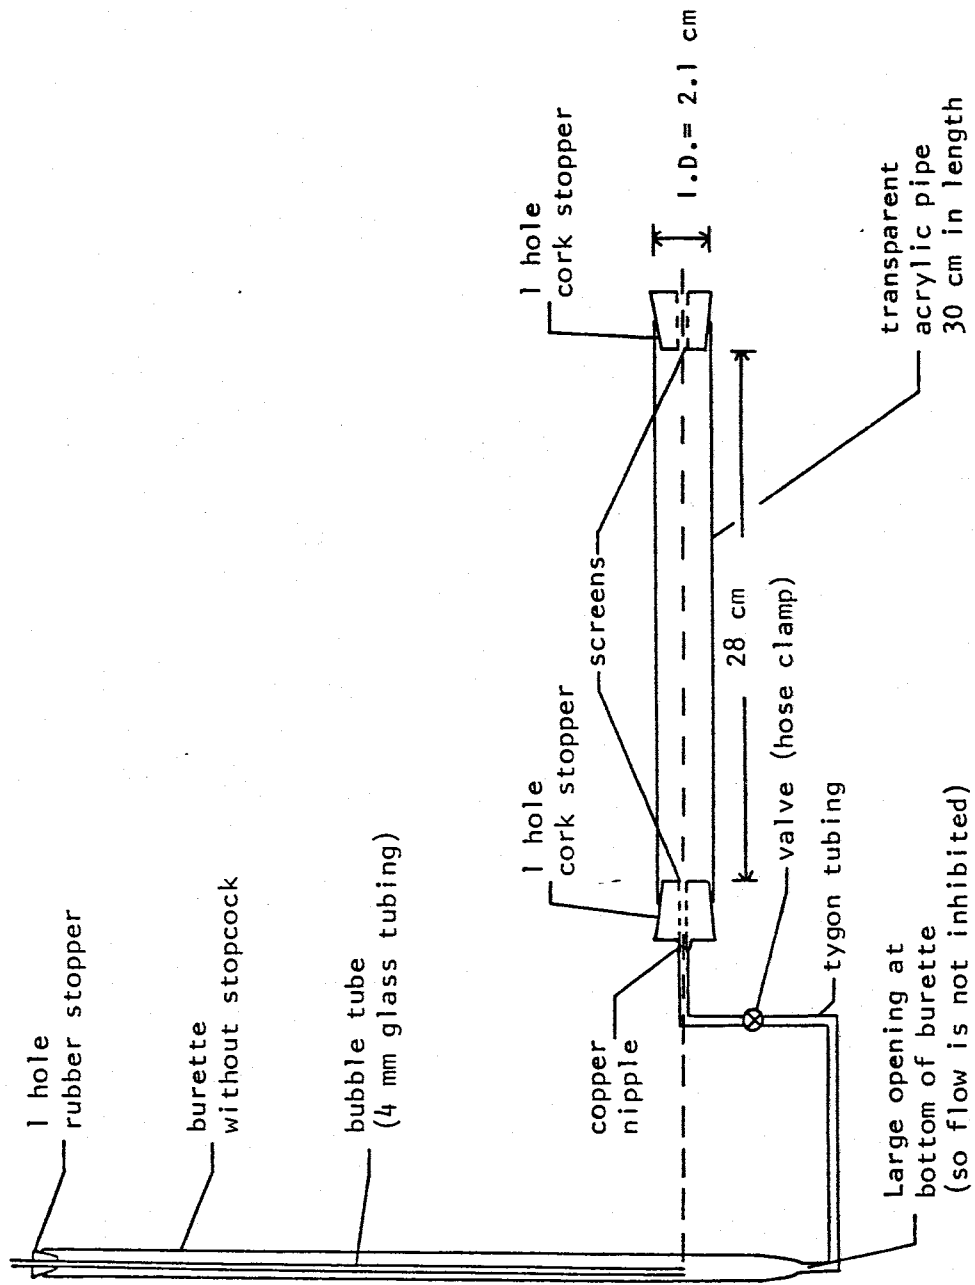 1 hole
rubber stopper
burette
without stopcock
bubble tube
(4 mm glass tubing)
copper
nipple
Large opening at
bottom of burette
(so flow is not inhibited)
1 hole
cork stopper
screens
28 cm
valve (hose clamp)
tygon tubing
1 hole
cork stopper
I.D.= 2.1 cm
transparent
acrylic pipe
30 cm in length